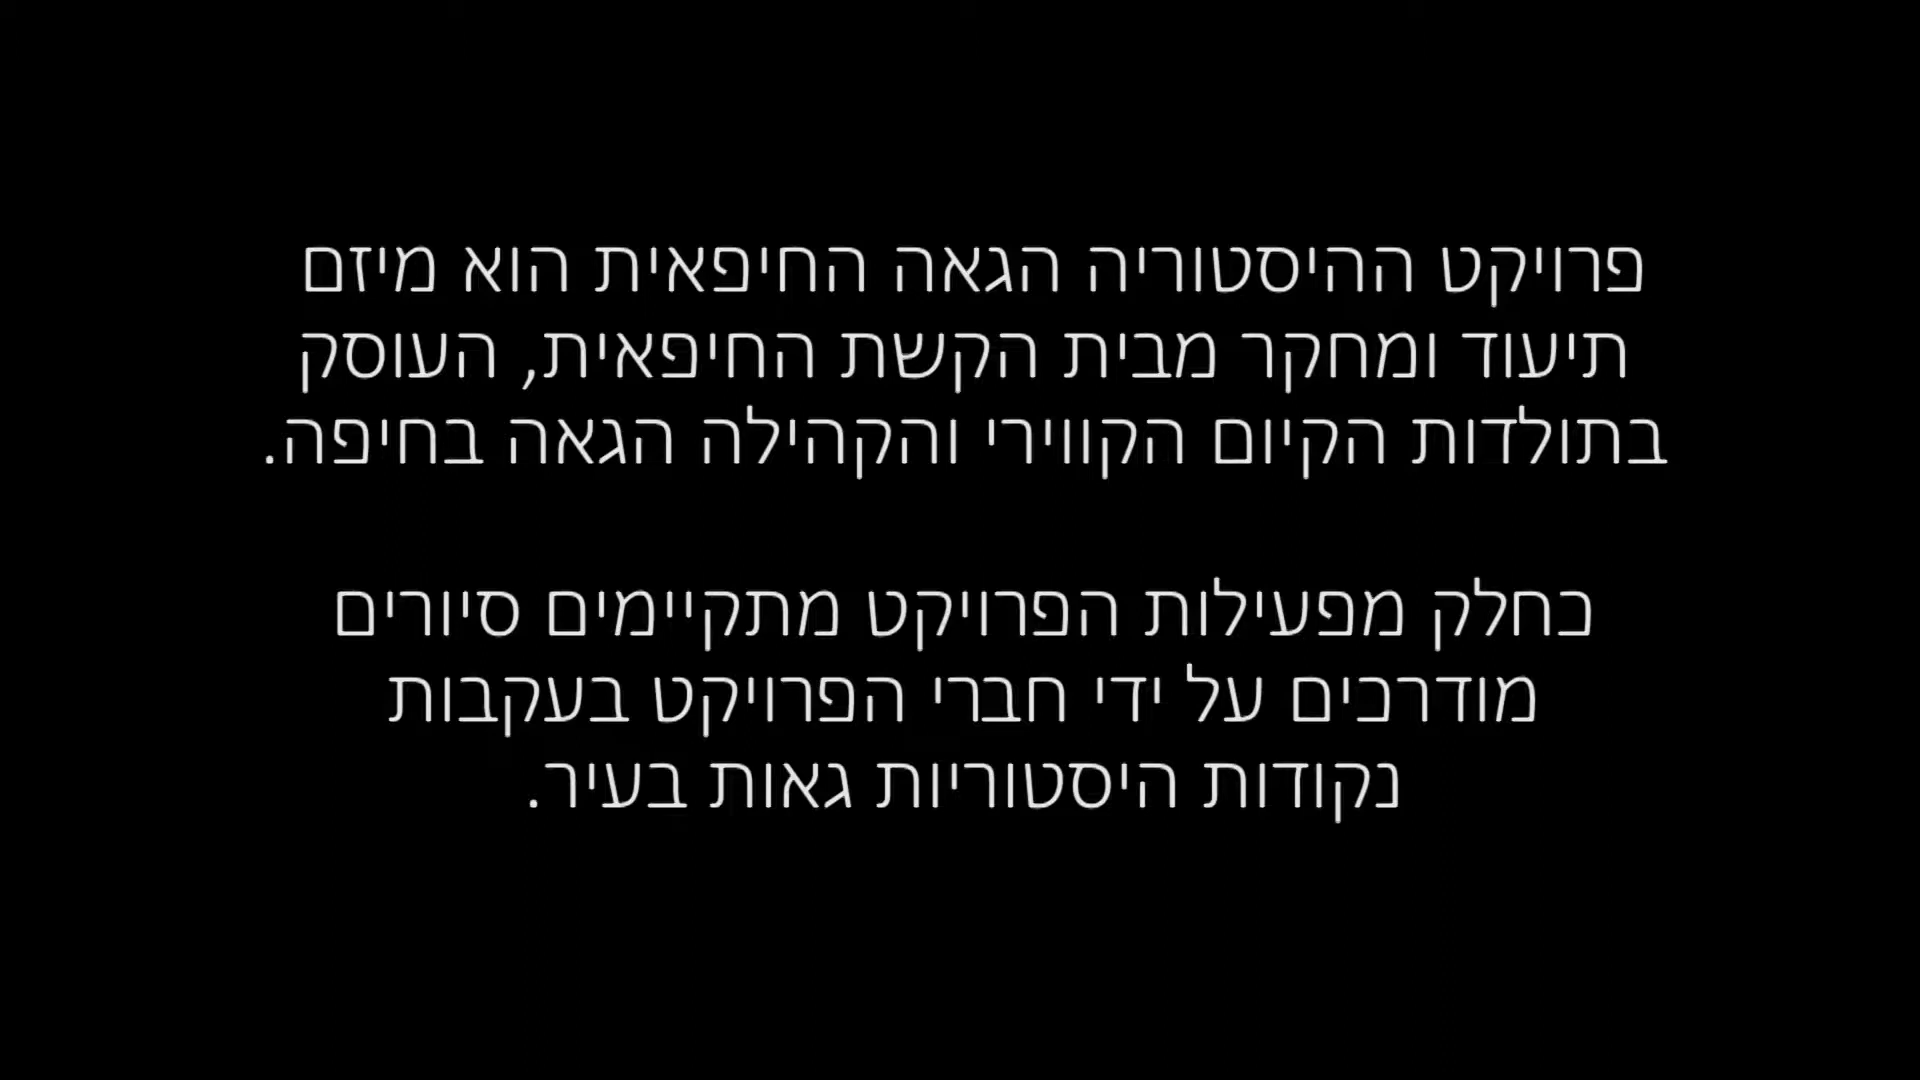 פרויקט ההיסטוריה הגאה החיפאית הוא מיזם
תיעוד ומחקר מבית הקשת החיפאית, העוסק
בתולדות הקיום הקווירי והקהילה הגאה בחיפה.
כחלק מפעילות הפרויקט מתקיימים סיורים
מודרכים על ידי חברי הפרויקט בעקבות
נקודות היסטוריות גאות בעיר.